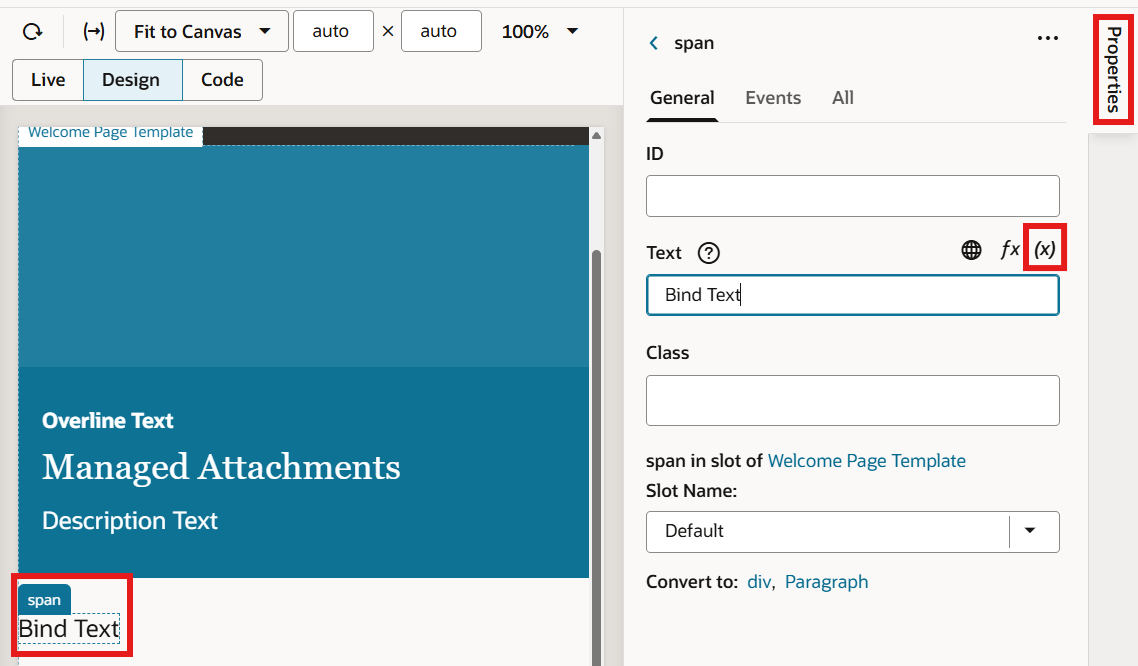 Fit to Canvas auto × auto 100%
Live Design Code
Welcome Page Template
Overline Text
Managed Attachments
Description Text
span
Bind Text
span
General Events All
ID
Text ? fx (x)
Bind Text
Class
span in slot of Welcome Page Template
Slot Name:
Default
Convert to: div, Paragraph
Properties